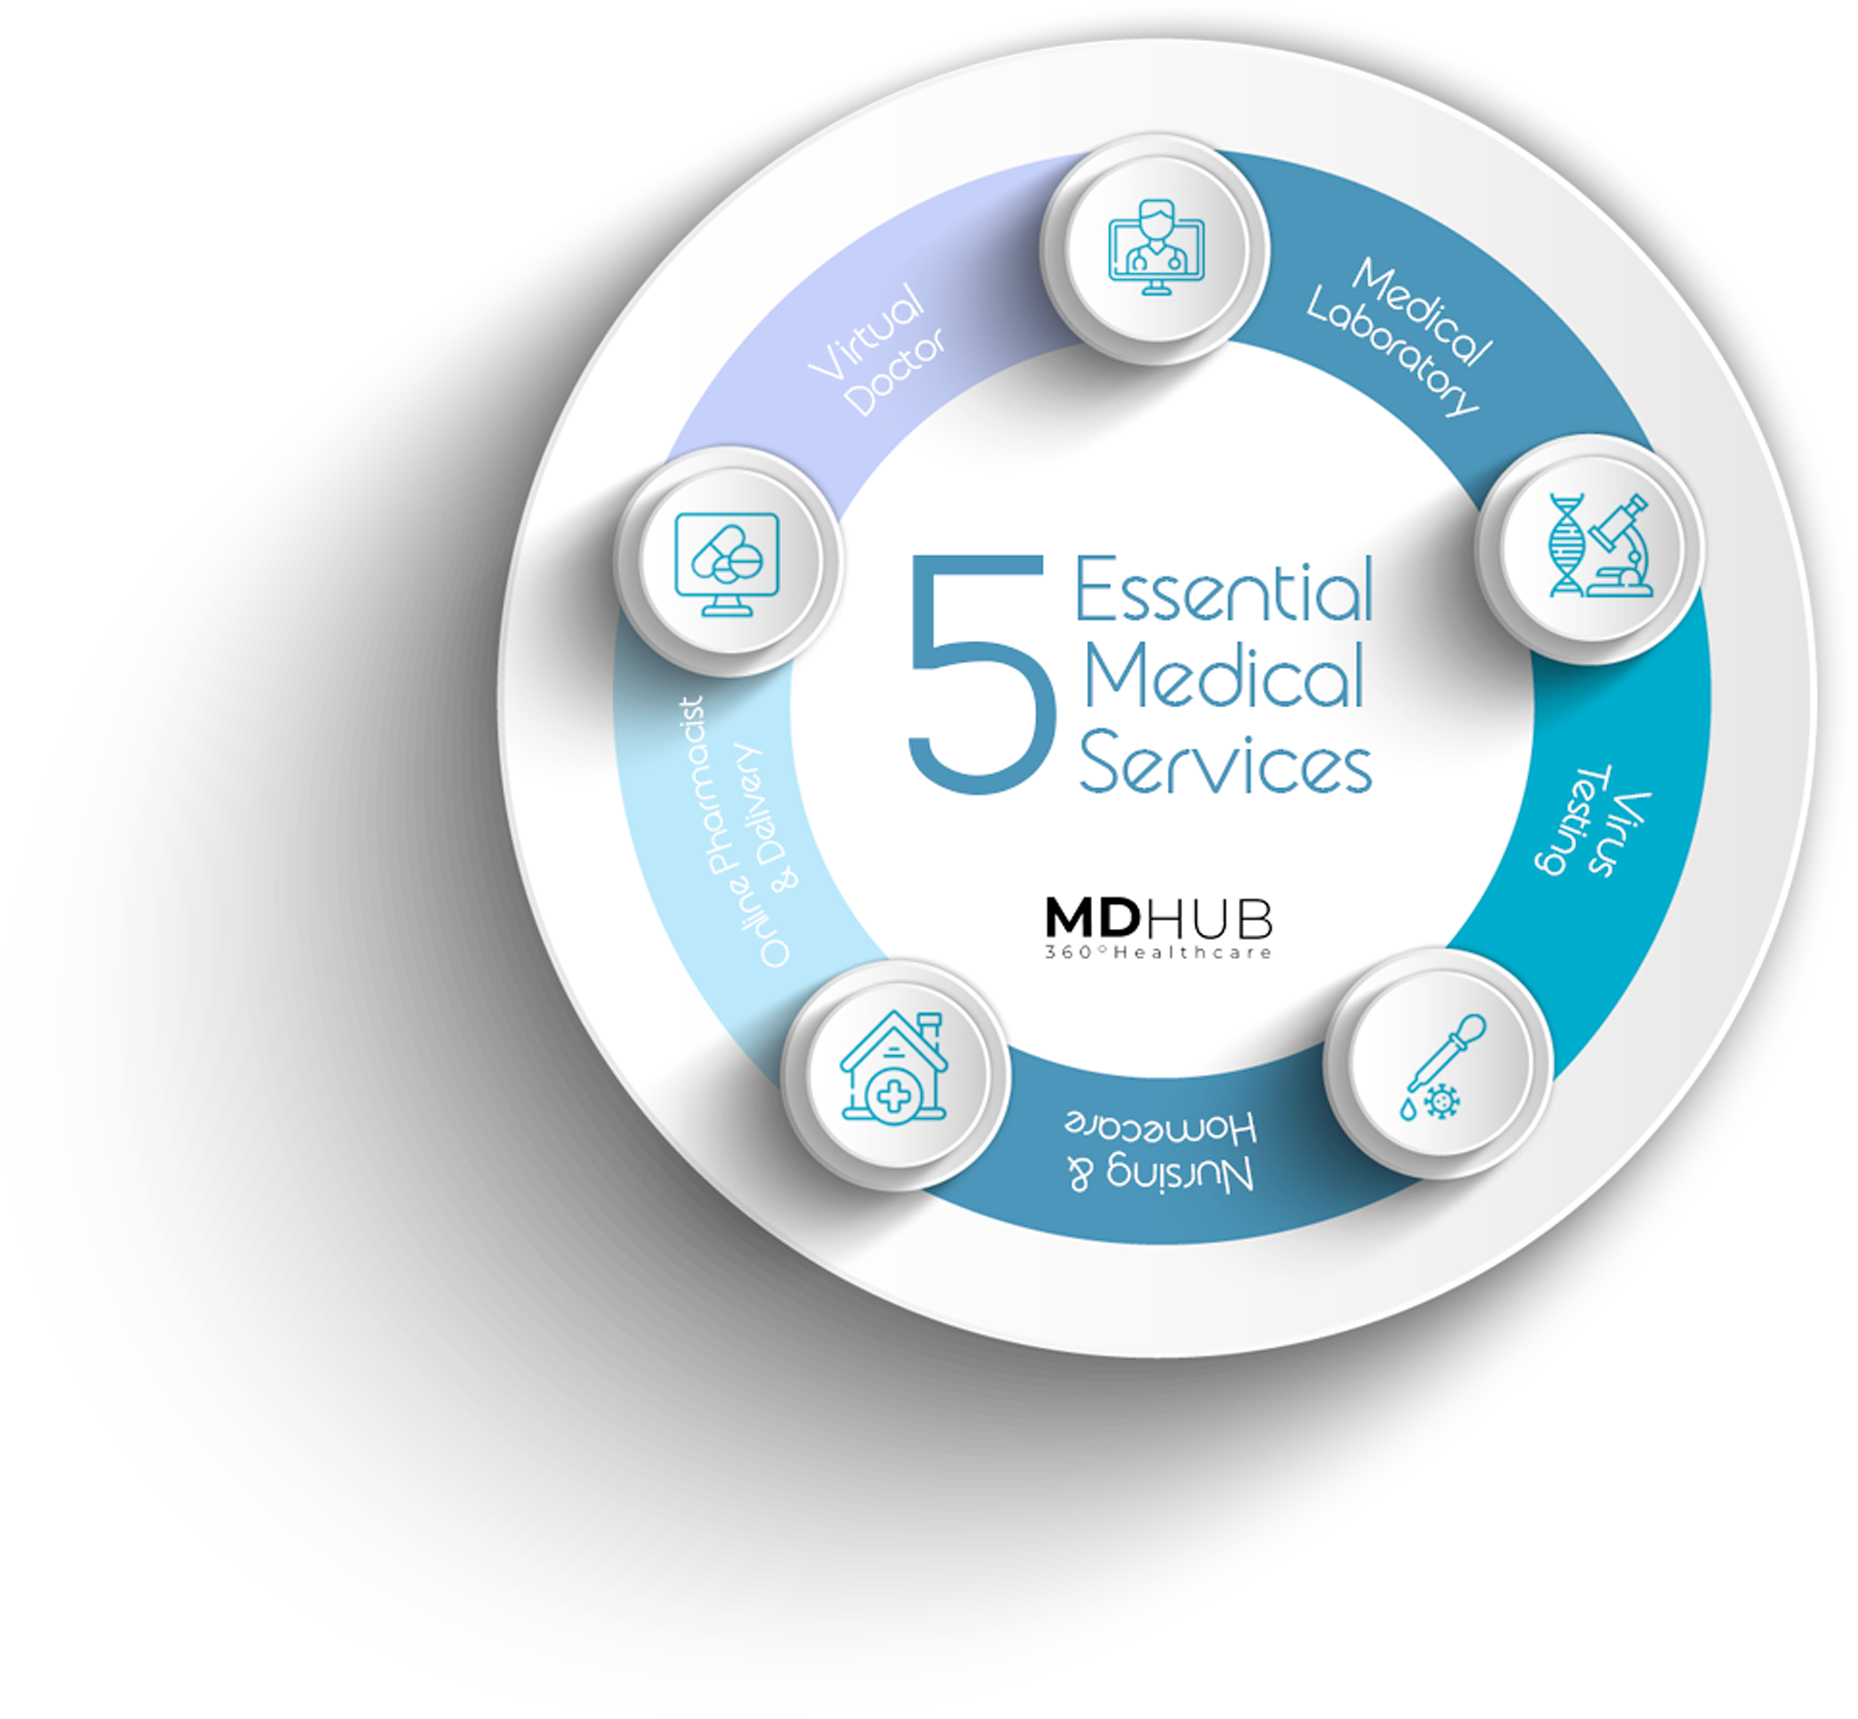 5 Essential
Medical
Services
MDHUB
360°Healthcare
Virtual
Doctor
Medical
Laboratory
Virus
Testing
Nursing &
Homecare
Online Pharmacist
& Delivery